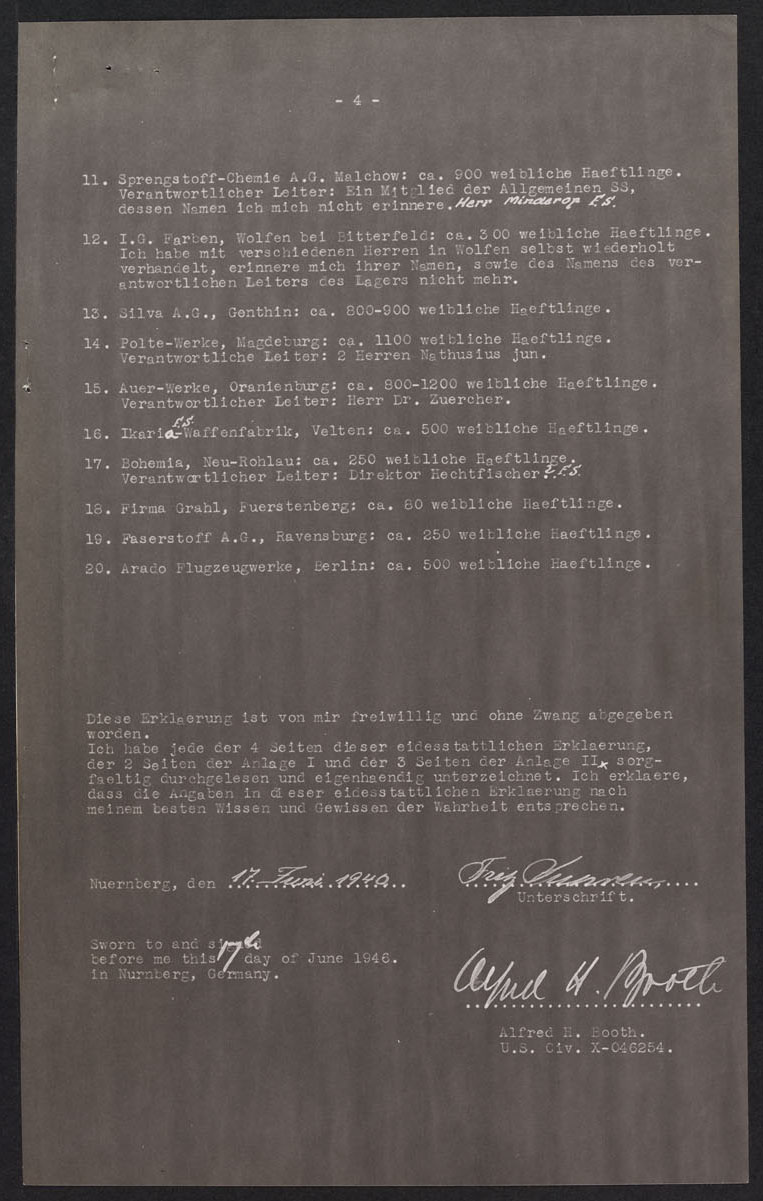 - 4 -
11. Sprengstoff-Chemie A.G. Malchow: ca. 900 weibliche Haeftlinge.
Verantwortlicher Leiter: Ein Mitglied der Allgemeinen SS,
dessen Namen ich mich nicht erinnere. Herr Minderop F.S.
12. I.G. Farben, Wolfen bei Bitterfeld: ca. 300 weibliche Haeftlinge.
Ich habe mit verschiedenen Herren in Wolfen selbst wiederholt
verhandelt, erinnere mich ihrer Namen, sowie des Namens des ver-
antwortlichen Leiters des Lagers nicht mehr.
13. Silva A.G., Genthin: ca. 800-900 weibliche Haeftlinge.
14. Polte-Werke, Magdeburg: ca. 1100 weibliche Haeftlinge.
Verantwortliche Leiter: 2 Herren Nathusius jun.
15. Auer-Werke, Oranienburg: ca. 800-1200 weibliche Haeftlinge.
Verantwortlicher Leiter: Herr Dr. Zuercher.
F.S.
16. Ikaria-Waffenfabrik, Velten: ca. 500 weibliche Haeftlinge.
17. Bohemia, Neu-Rohlau: ca. 250 weibliche Haeftlinge.
Verantwortlicher Leiter: Direktor Hechtfischer ? F.S.
18. Firma Grahl, Fuerstenberg: ca. 80 weibliche Haeftlinge.
19. Faserstoff A.G., Ravensburg: ca. 250 weibliche Haeftlinge.
20. Arado Flugzeugwerke, Berlin: ca. 500 weibliche Haeftlinge.
Diese Erklaerung ist von mir freiwillig und ohne Zwang abgegeben
worden.
Ich habe jede der 4 Seiten dieser eidesstattlichen Erklaerung,
der 2 Seiten der Anlage I und der 3 Seiten der Anlage II, sorg-
faeltig durchgelesen und eigenhaendig unterzeichnet. Ich erklaere,
dass die Angaben in dieser eidesstattlichen Erklaerung nach
meinem besten Wissen und Gewissen der Wahrheit entsprechen.
Nuernberg, den 17. Juni 1946 Fritz Suhren
Unterschrift.
Sworn to and signed
before me this 17th day of June 1946.
in Nurnberg, Germany.
Alfred H. Booth
Alfred H. Booth.
U.S. Civ. X-046254.